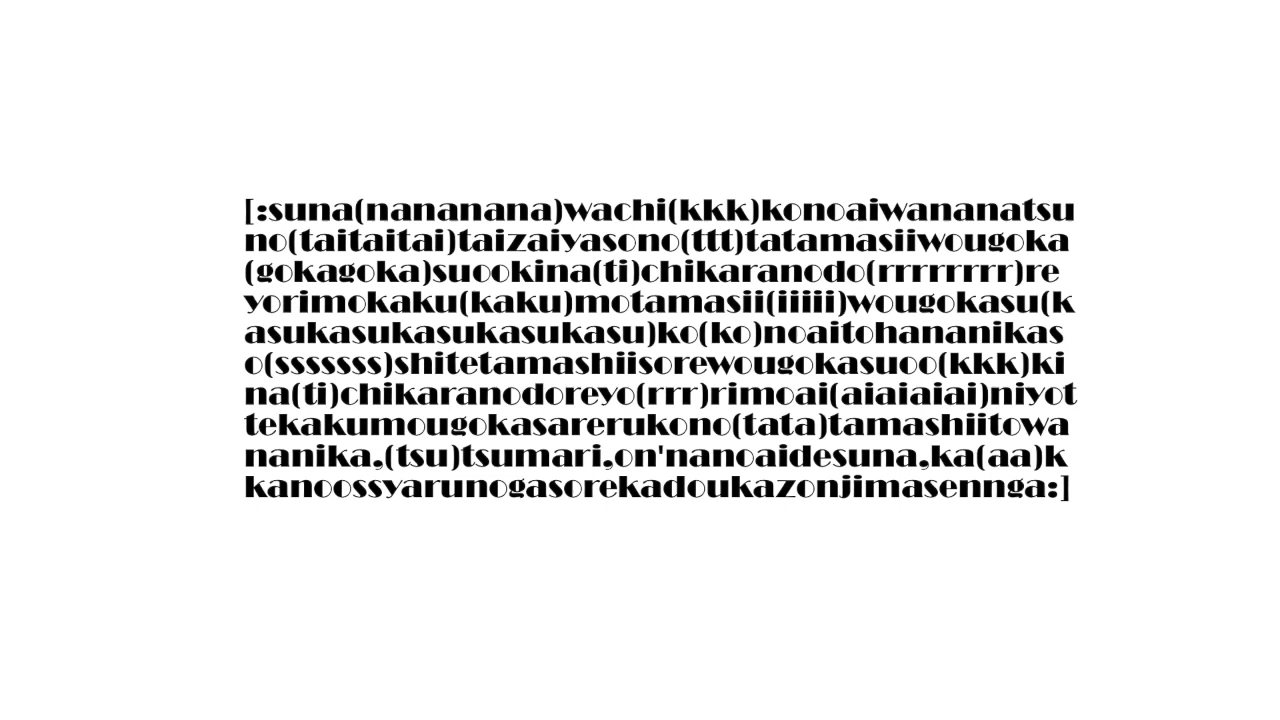 [:suna(nananana)wachi(kkk)konoaiwananatsu
no(taitaitai)taizaiyasono(ttt)tatamasiiwougoka
(gokagoka)suookina(ti)chikaranodo(rrrrrrrr)re
yorimokaku(kaku)motamasii(iiiii)wougokasu(k
asukasukasukasukasu)ko(ko)noaitohananikas
o(sssssss)shitetamashiisorewougokasuoo(kkk)ki
na(ti)chikaranodoreyo(rrr)rimoai(aiaiaiai)niyot
tekakumougokasarerukono(tata)tamashiitowa
nanika,(tsu)tsumari,on'nanoaidesuna,ka(aa)k
kanoossyarunogasorekadoukazonjimasennga:]